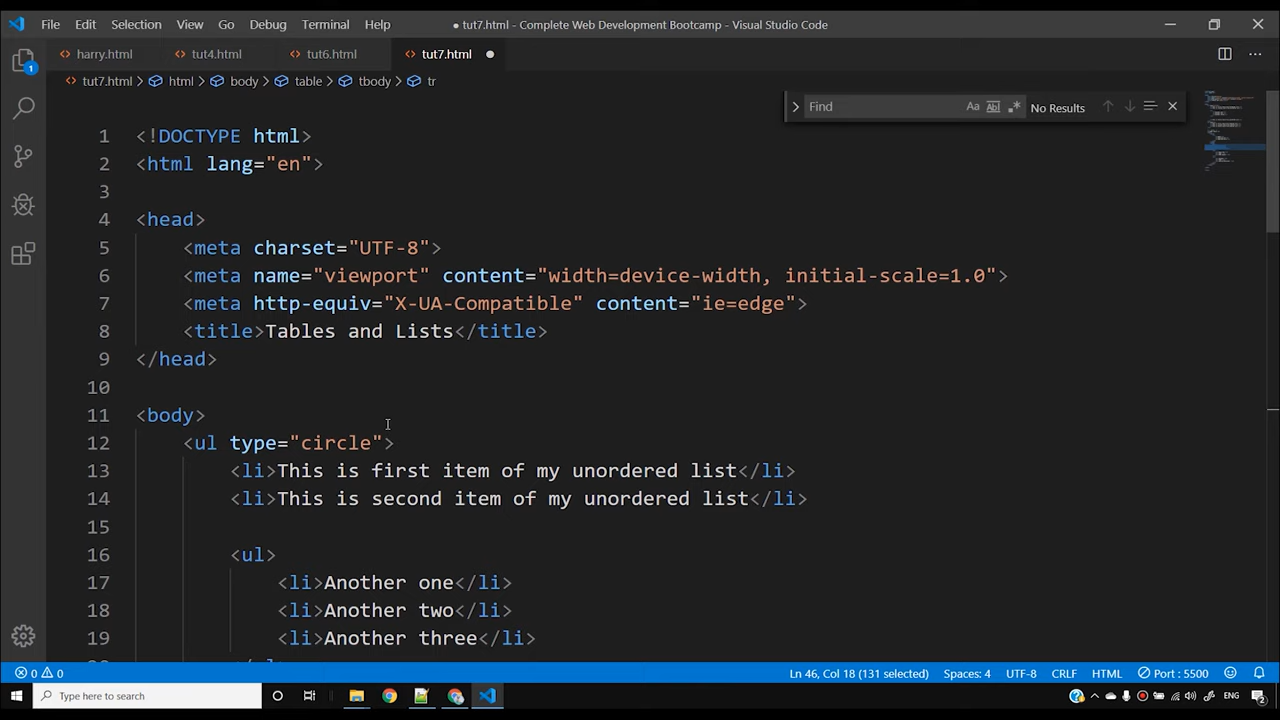 File Edit Selection View Go Debug Terminal Help ● tut7.html - Complete Web Development Bootcamp - Visual Studio Code
harry.html tut4.html tut6.html tut7.html
tut7.html > html > body > table > tbody > tr
Find Aa Abl .* No Results
1 <!DOCTYPE html>
2 <html lang="en">
3
4 <head>
5 <meta charset="UTF-8">
6 <meta name="viewport" content="width=device-width, initial-scale=1.0">
7 <meta http-equiv="X-UA-Compatible" content="ie=edge">
8 <title>Tables and Lists</title>
9 </head>
10
11 <body>
12 <ul type="circle">
13 <li>This is first item of my unordered list</li>
14 <li>This is second item of my unordered list</li>
15
16 <ul>
17 <li>Another one</li>
18 <li>Another two</li>
19 <li>Another three</li>
0 0 Ln 46, Col 18 (131 selected) Spaces: 4 UTF-8 CRLF HTML Port : 5500
Type here to search ENG 2
1